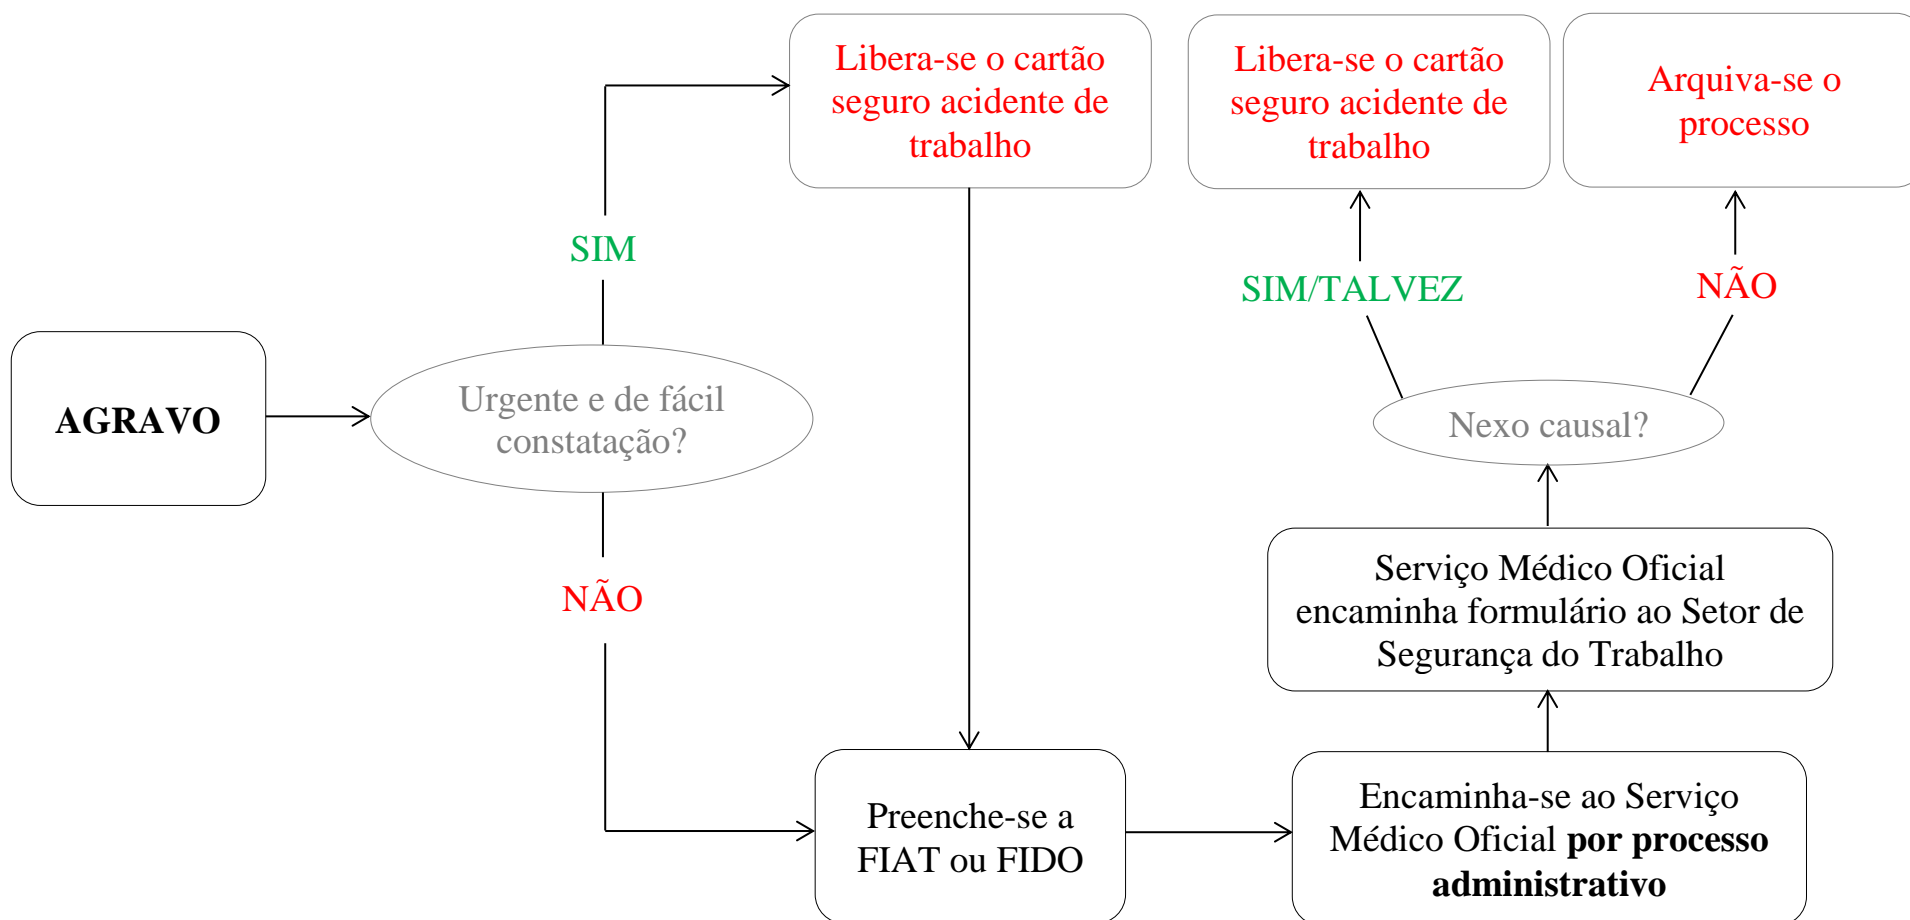 Libera-se o cartão
seguro acidente de
trabalho
Libera-se o cartão
seguro acidente de
trabalho
Arquiva-se o
processo
SIM
SIM/TALVEZ
NÃO
AGRAVO
Urgente e de fácil
constatação?
Nexo causal?
NÃO
Serviço Médico Oficial
encaminha formulário ao Setor de
Segurança do Trabalho
Preenche-se a
FIAT ou FIDO
Encaminha-se ao Serviço
Médico Oficial por processo
administrativo